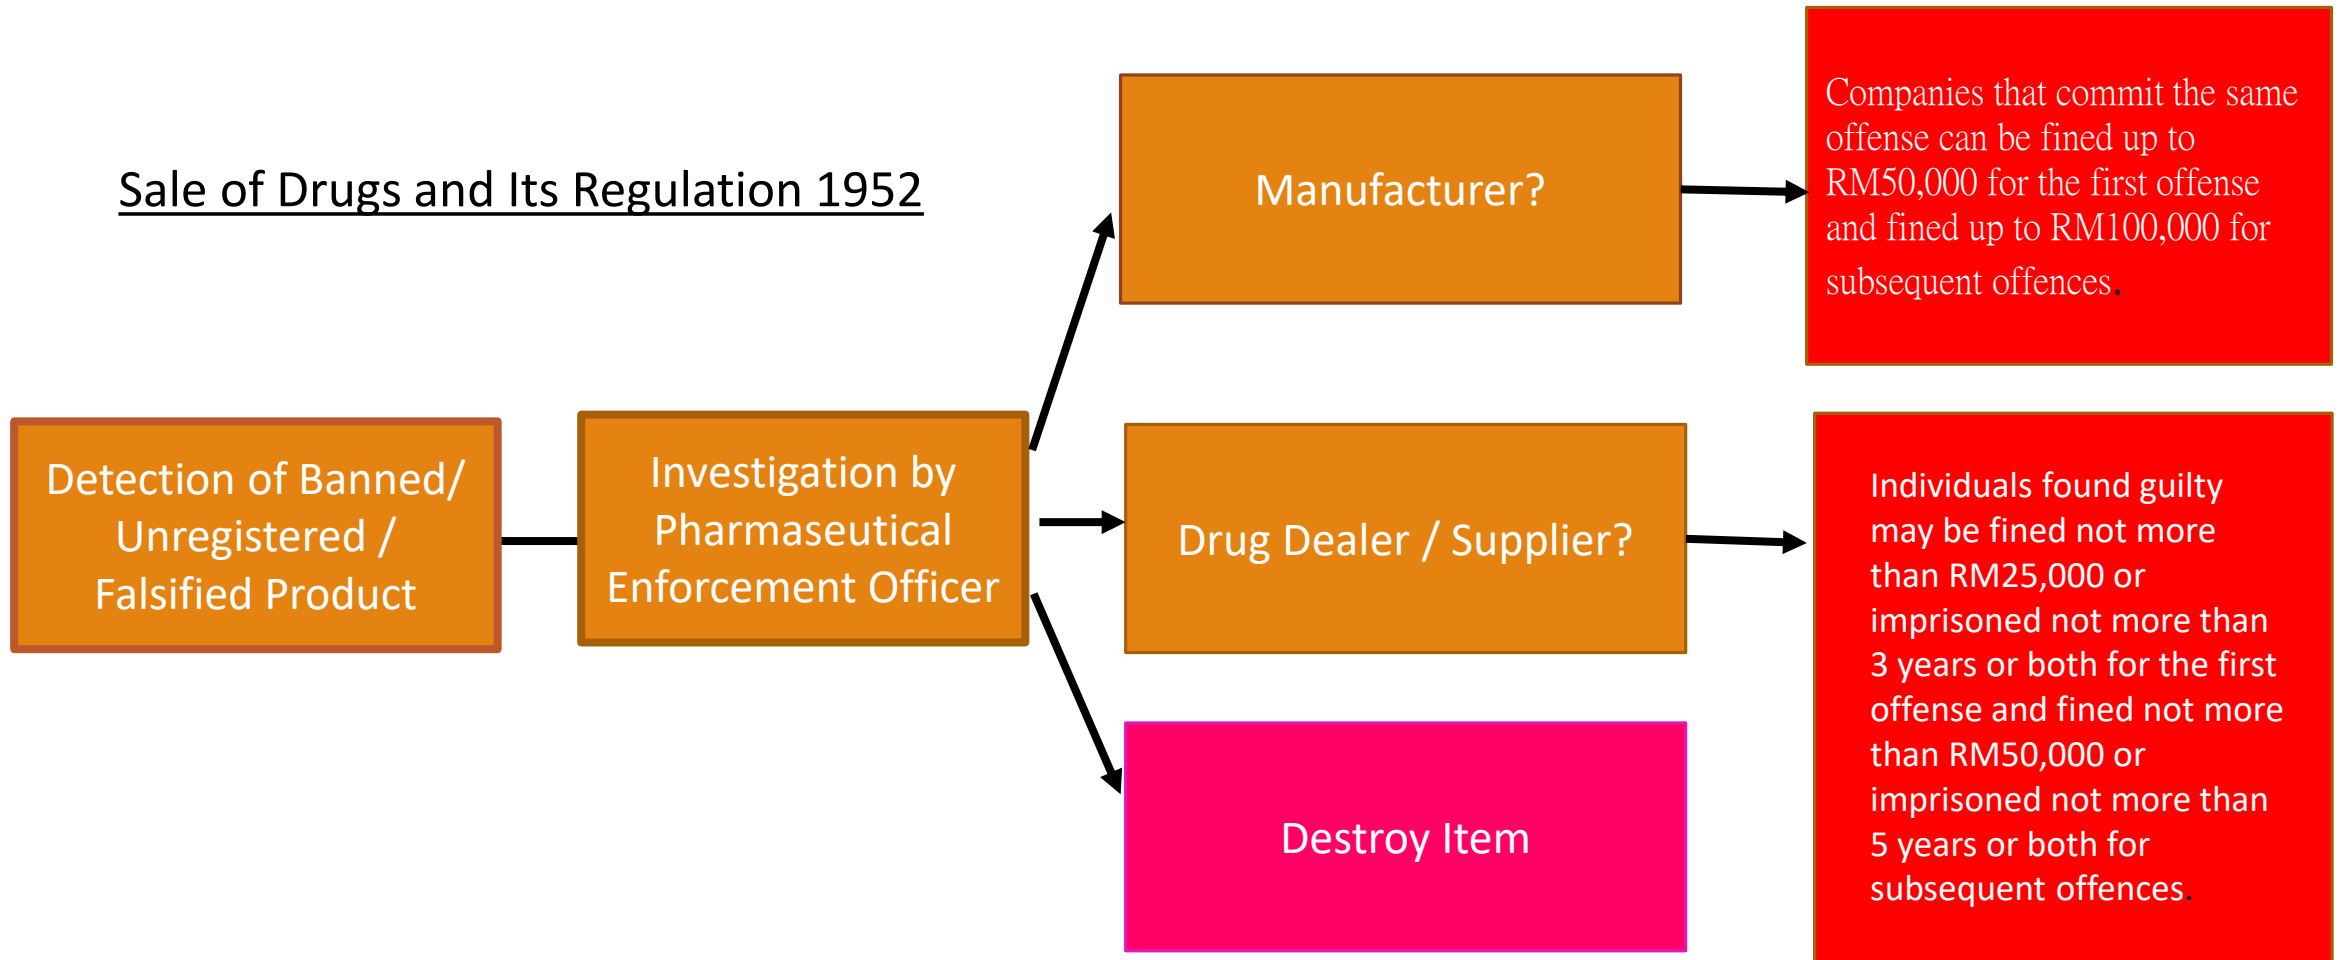 Sale of Drugs and Its Regulation 1952
Detection of Banned/
Unregistered /
Falsified Product
Investigation by
Pharmaseutical
Enforcement Officer
Manufacturer?
Companies that commit the same
offense can be fined up to
RM50,000 for the first offense
and fined up to RM100,000 for
subsequent offences.
Drug Dealer / Supplier?
Individuals found guilty
may be fined not more
than RM25,000 or
imprisoned not more than
3 years or both for the first
offense and fined not more
than RM50,000 or
imprisoned not more than
5 years or both for
subsequent offences.
Destroy Item